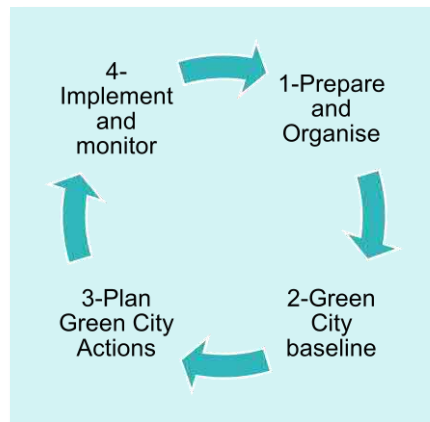 4-
Implement
and
monitor
1-Prepare
and
Organise
2-Green
City
baseline
3-Plan
Green City
Actions